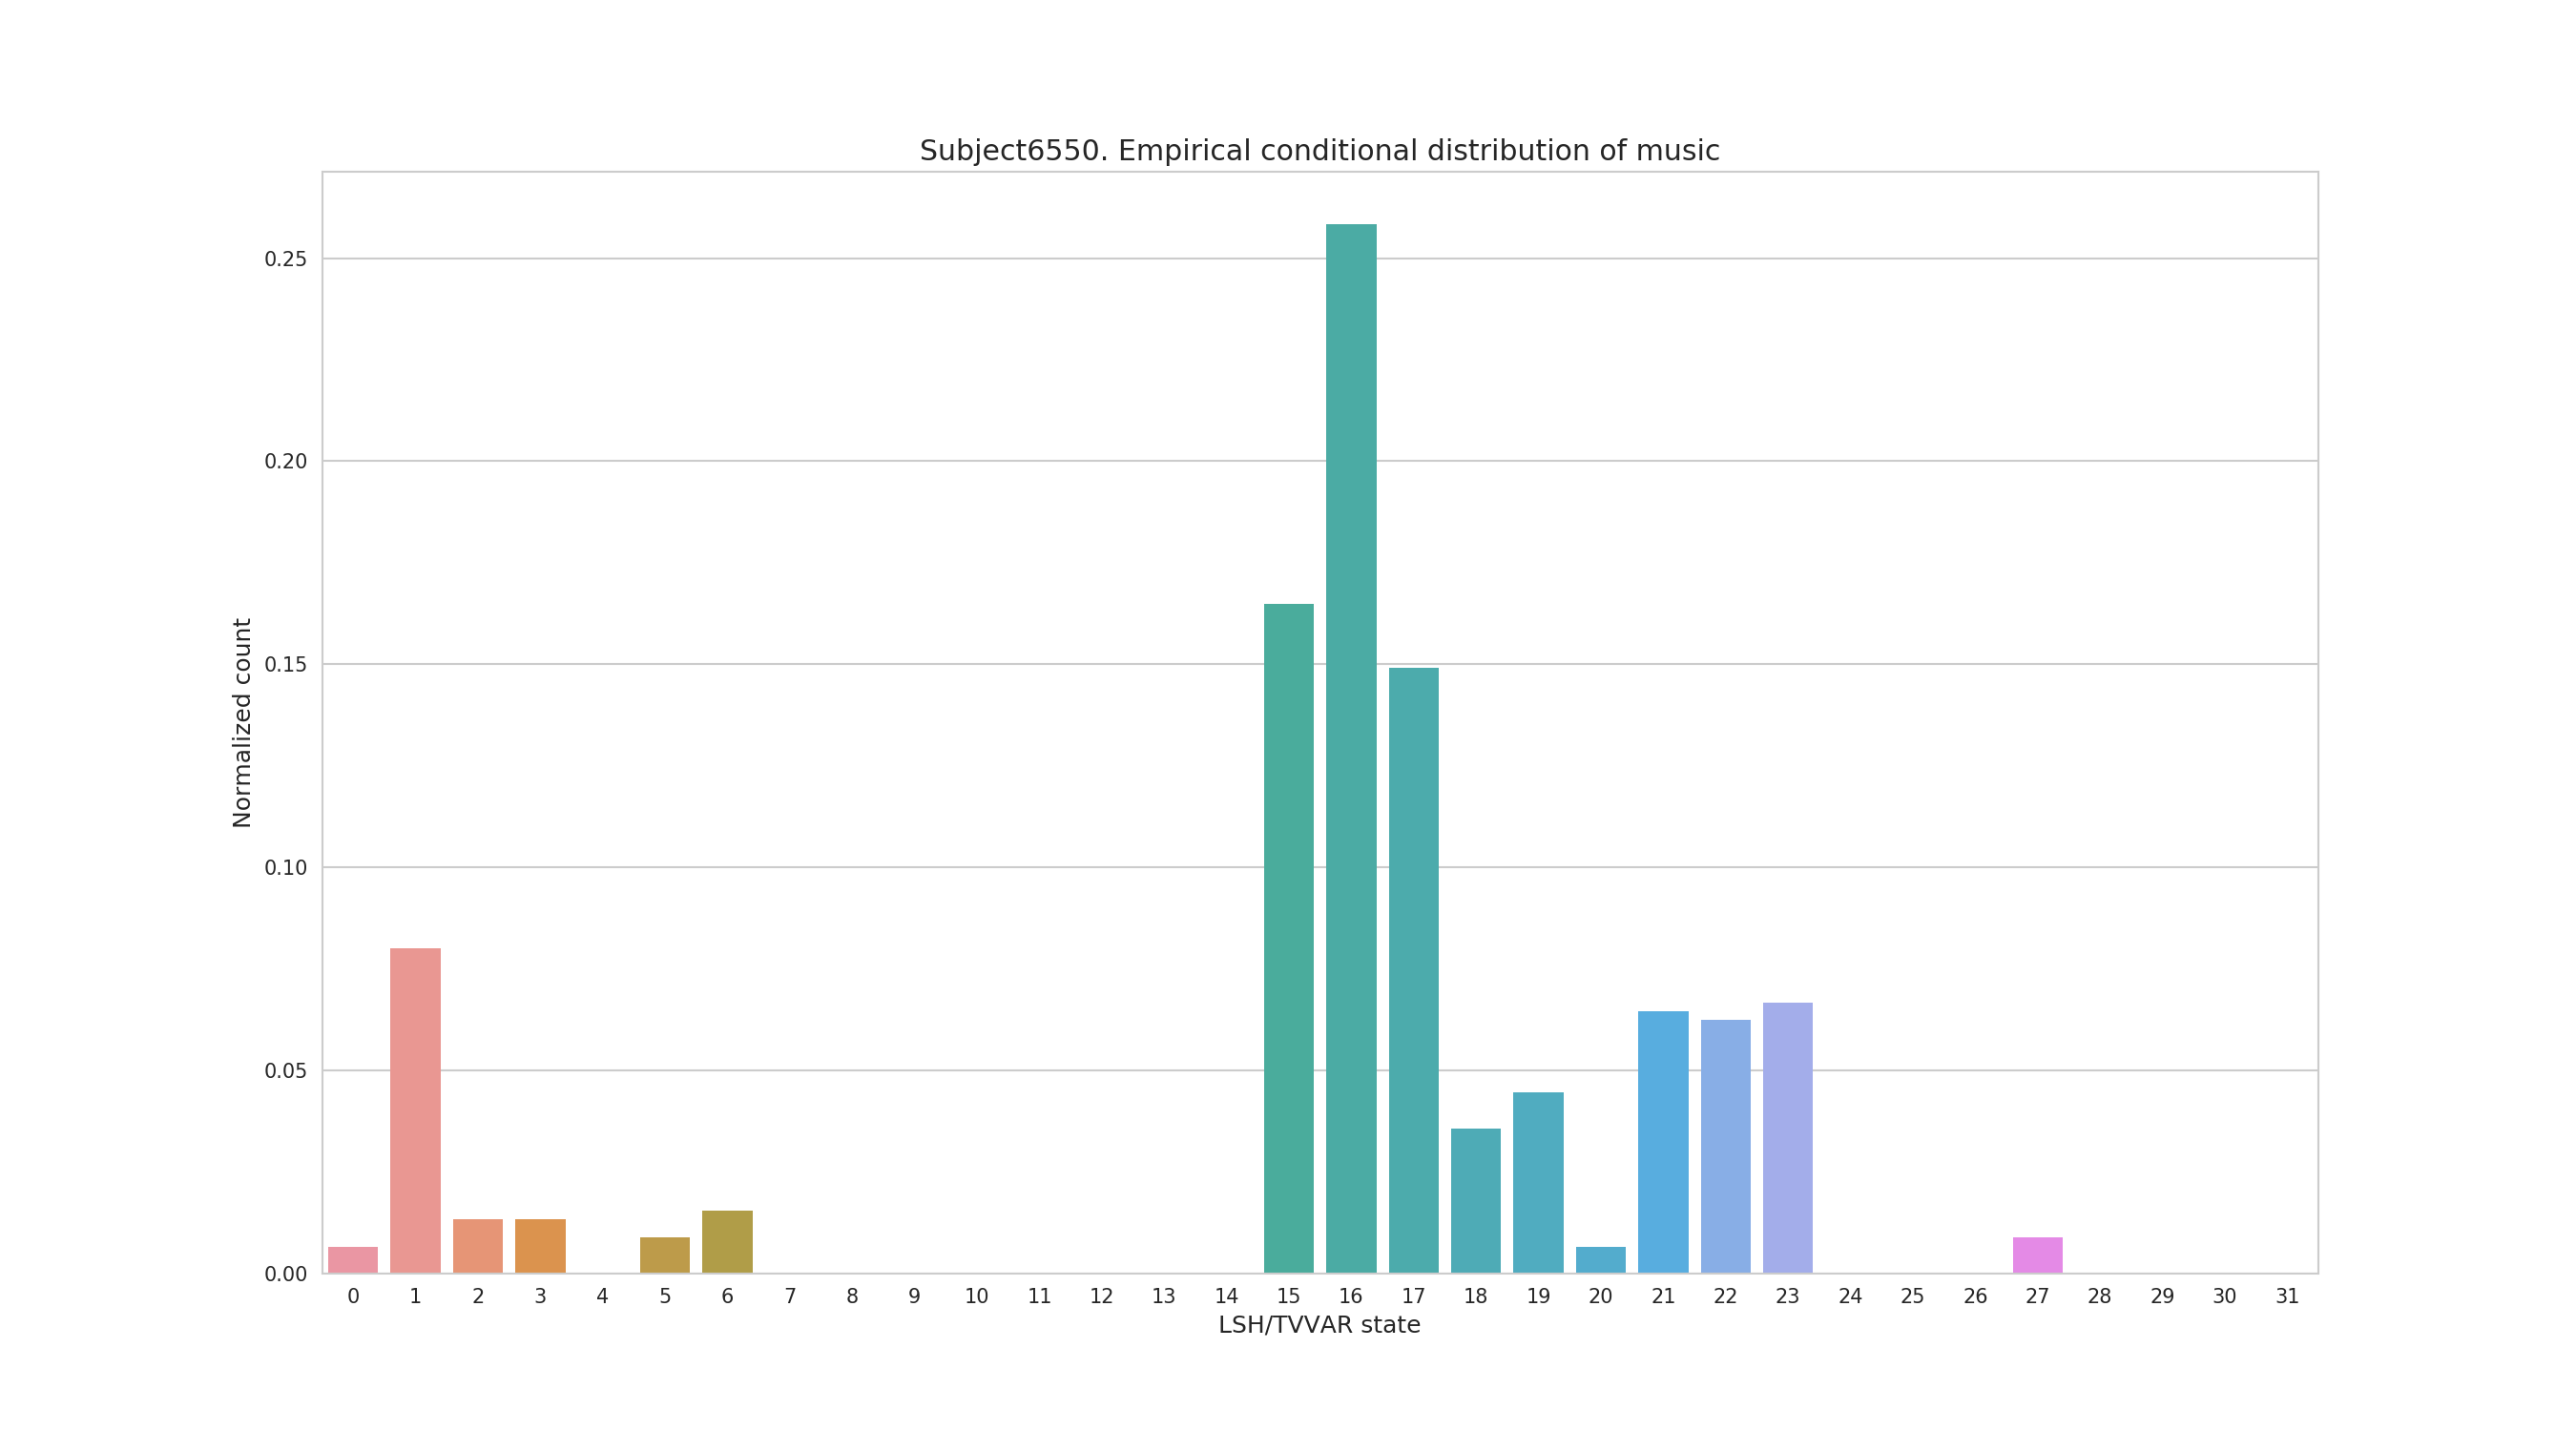 Subject6550. Empirical conditional distribution of music
Normalized count
0.25
0.20
0.15
0.10
0.05
0.00
0 1 2 3 4 5 6 7 8 9 10 11 12 13 14 15 16 17 18 19 20 21 22 23 24 25 26 27 28 29 30 31
LSH/TVVAR state